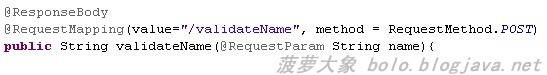 @ResponseBody
@RequestMapping(value="/validateName", method = RequestMethod.POST)
public String validateName(@RequestParam String name){
菠萝大象 bolo.blogjava.net